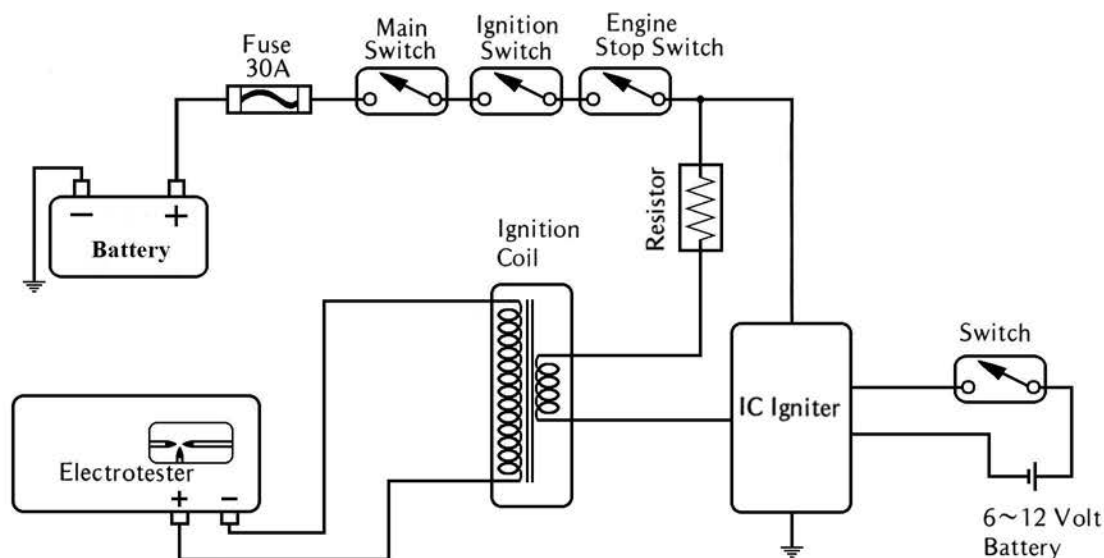 Fuse
30A
Main
Switch
Ignition
Switch
Engine
Stop Switch
− +
Battery
Resistor
Ignition
Coil
Switch
IC Igniter
Electrotester
+ −
6~12 Volt
Battery